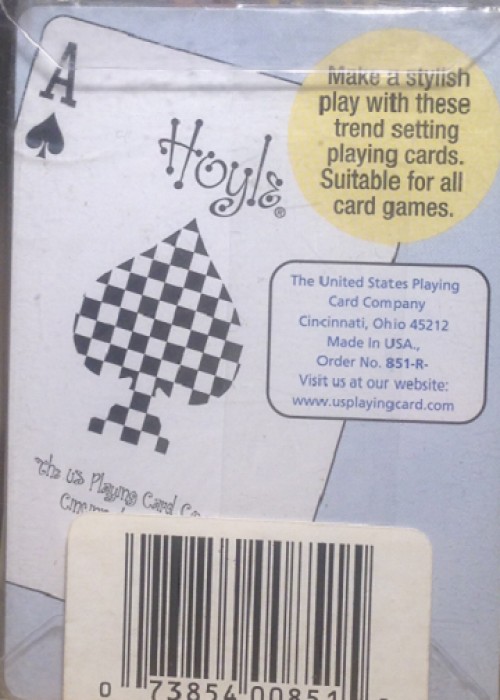 A
Hoyle®
Make a stylish
play with these
trend setting
playing cards.
Suitable for all
card games.
The United States Playing
Card Company
Cincinnati, Ohio 45212
Made In USA.,
Order No. 851-R-
Visit us at our website:
www.usplayingcard.com
The US Playing Card
0 73854 00851